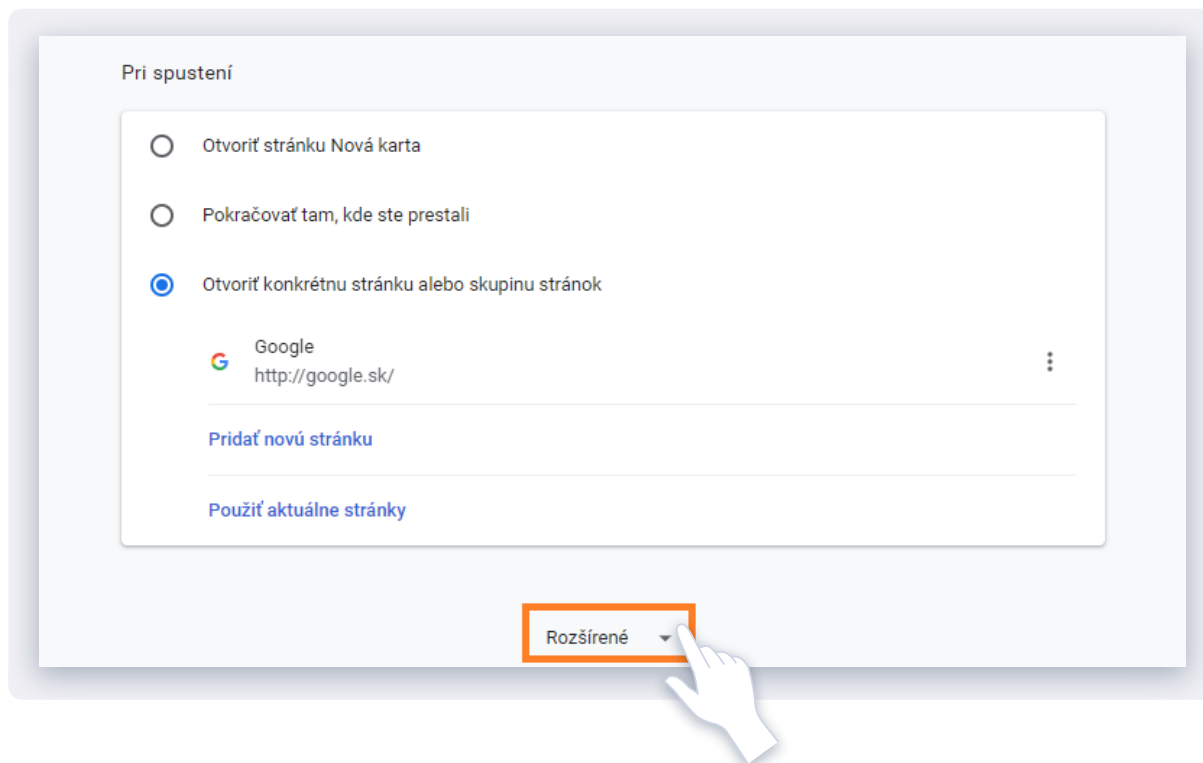 Pri spustení
Otvoriť stránku Nová karta
Pokračovať tam, kde ste prestali
Otvoriť konkrétnu stránku alebo skupinu stránok
Google
http://google.sk/
Pridať novú stránku
Použiť aktuálne stránky
Rozšírené